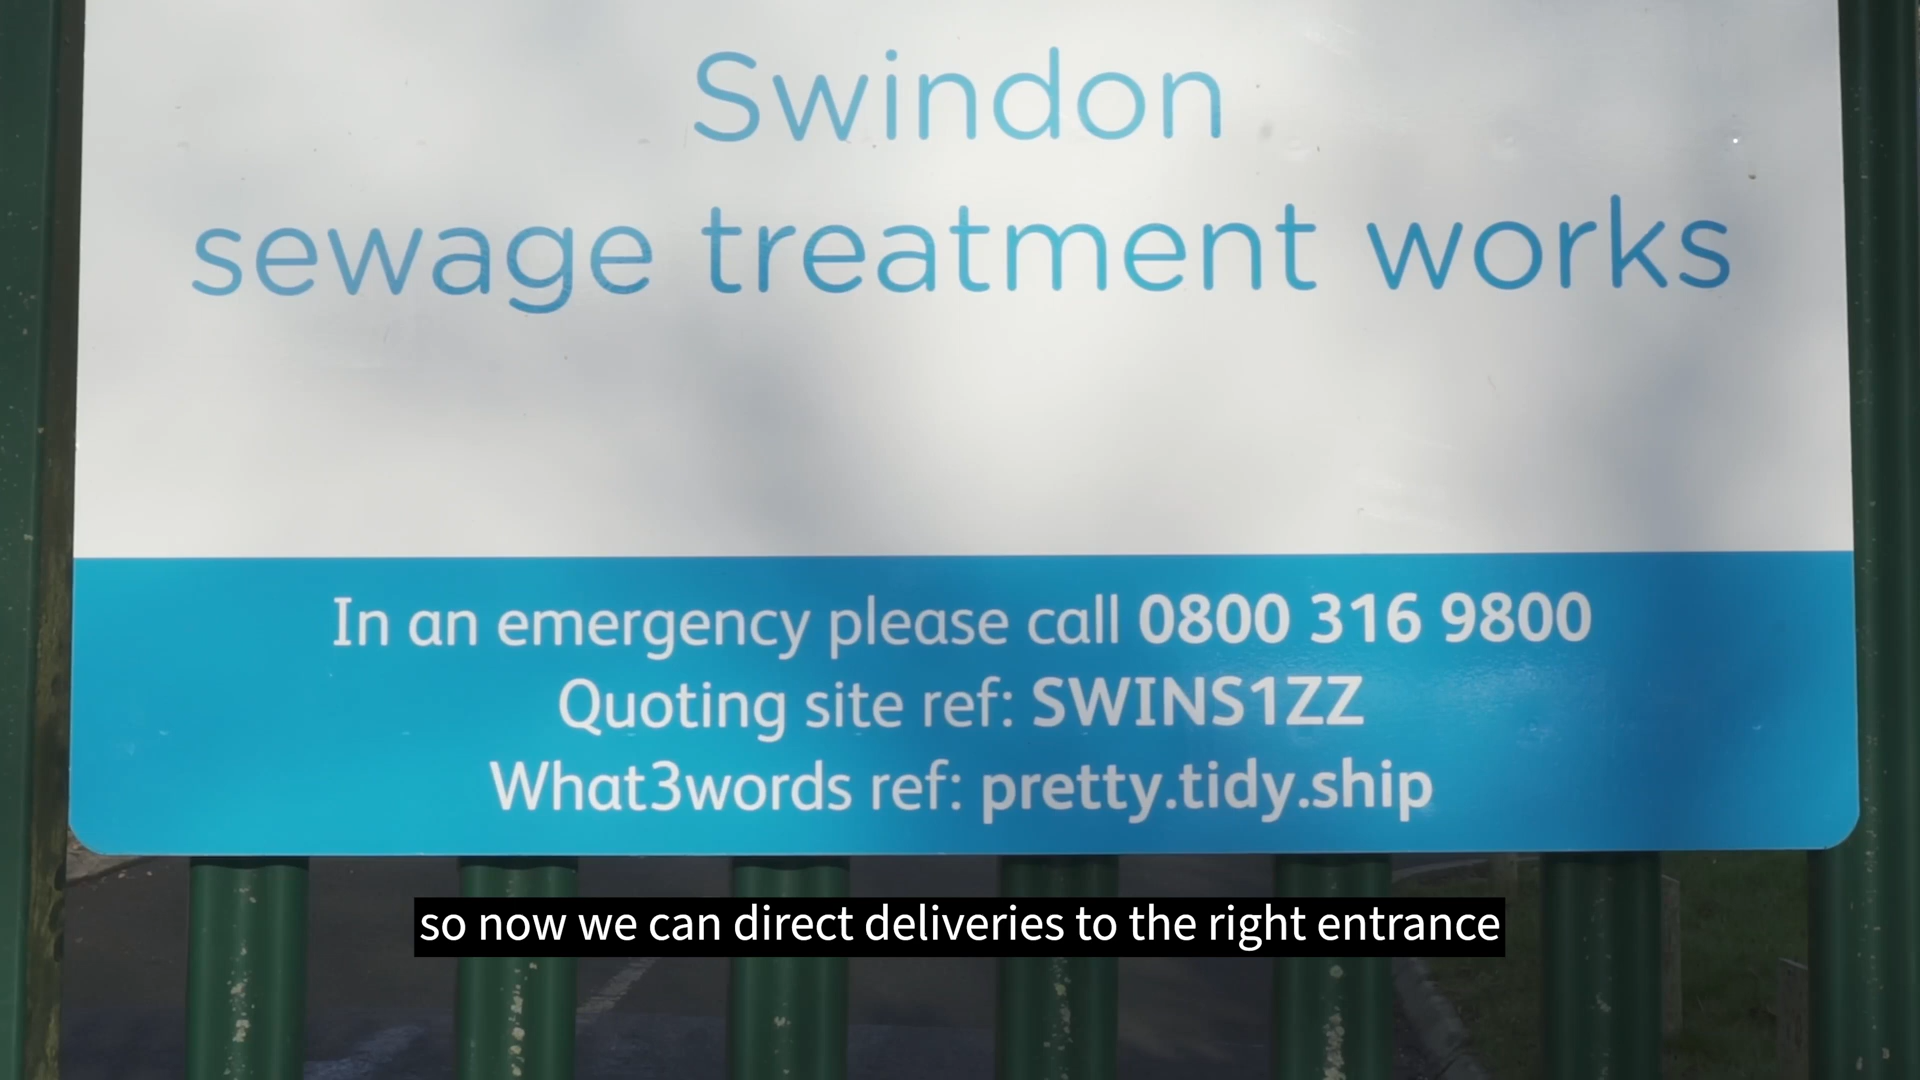 Swindon
sewage treatment works
In an emergency please call 0800 316 9800
Quoting site ref: SWINS1ZZ
What3words ref: pretty.tidy.ship
so now we can direct deliveries to the right entrance